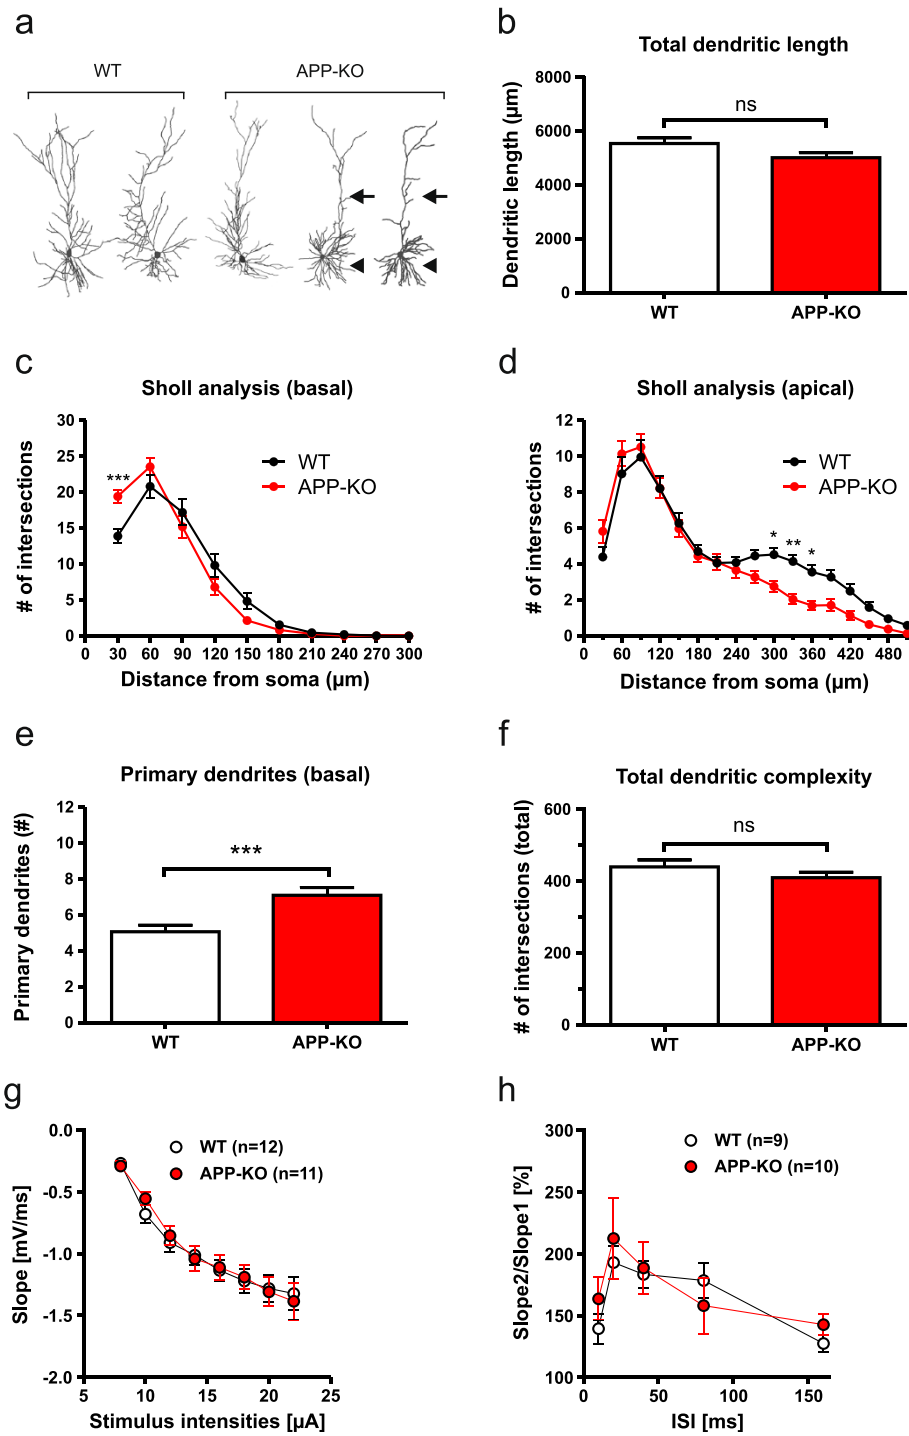 a
WT
APP-KO
b
Total dendritic length
Dendritic length (µm)
8000
6000
4000
2000
0
ns
WT
APP-KO
c
Sholl analysis (basal)
# of intersections
30
25
20
15
10
5
0
***
WT
APP-KO
0 30 60 90 120 150 180 210 240 270 300
Distance from soma (µm)
d
Sholl analysis (apical)
# of intersections
12
10
8
6
4
2
0
WT
APP-KO
* ** *
0 60 120 180 240 300 360 420 480
Distance from soma (µm)
e
Primary dendrites (basal)
Primary dendrites (#)
12
10
8
6
4
2
0
***
WT
APP-KO
f
Total dendritic complexity
# of intersections (total)
600
400
200
0
ns
WT
APP-KO
g
Slope [mV/ms]
0.0
-0.5
-1.0
-1.5
-2.0
WT (n=12)
APP-KO (n=11)
5 10 15 20 25
Stimulus intensities [µA]
h
Slope2/Slope1 [%]
300
250
200
150
100
WT (n=9)
APP-KO (n=10)
0 50 100 150
ISI [ms]